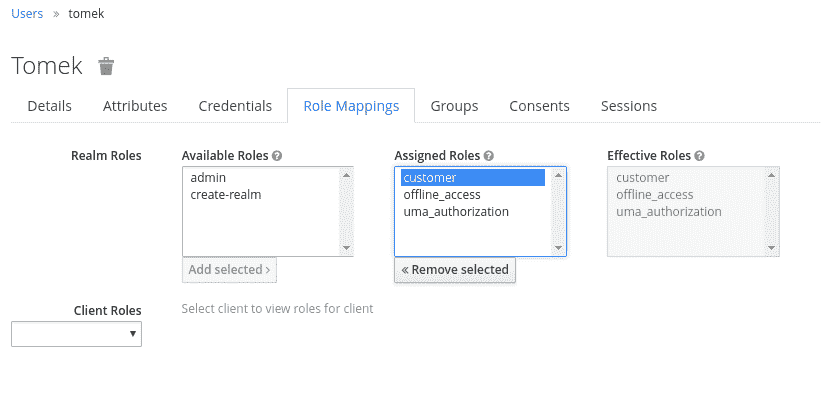 Users » tomek
Tomek
Details Attributes Credentials Role Mappings Groups Consents Sessions
Realm Roles Available Roles Assigned Roles Effective Roles
admin customer customer
create-realm offline_access offline_access
uma_authorization uma_authorization
Add selected > « Remove selected
Client Roles Select client to view roles for client